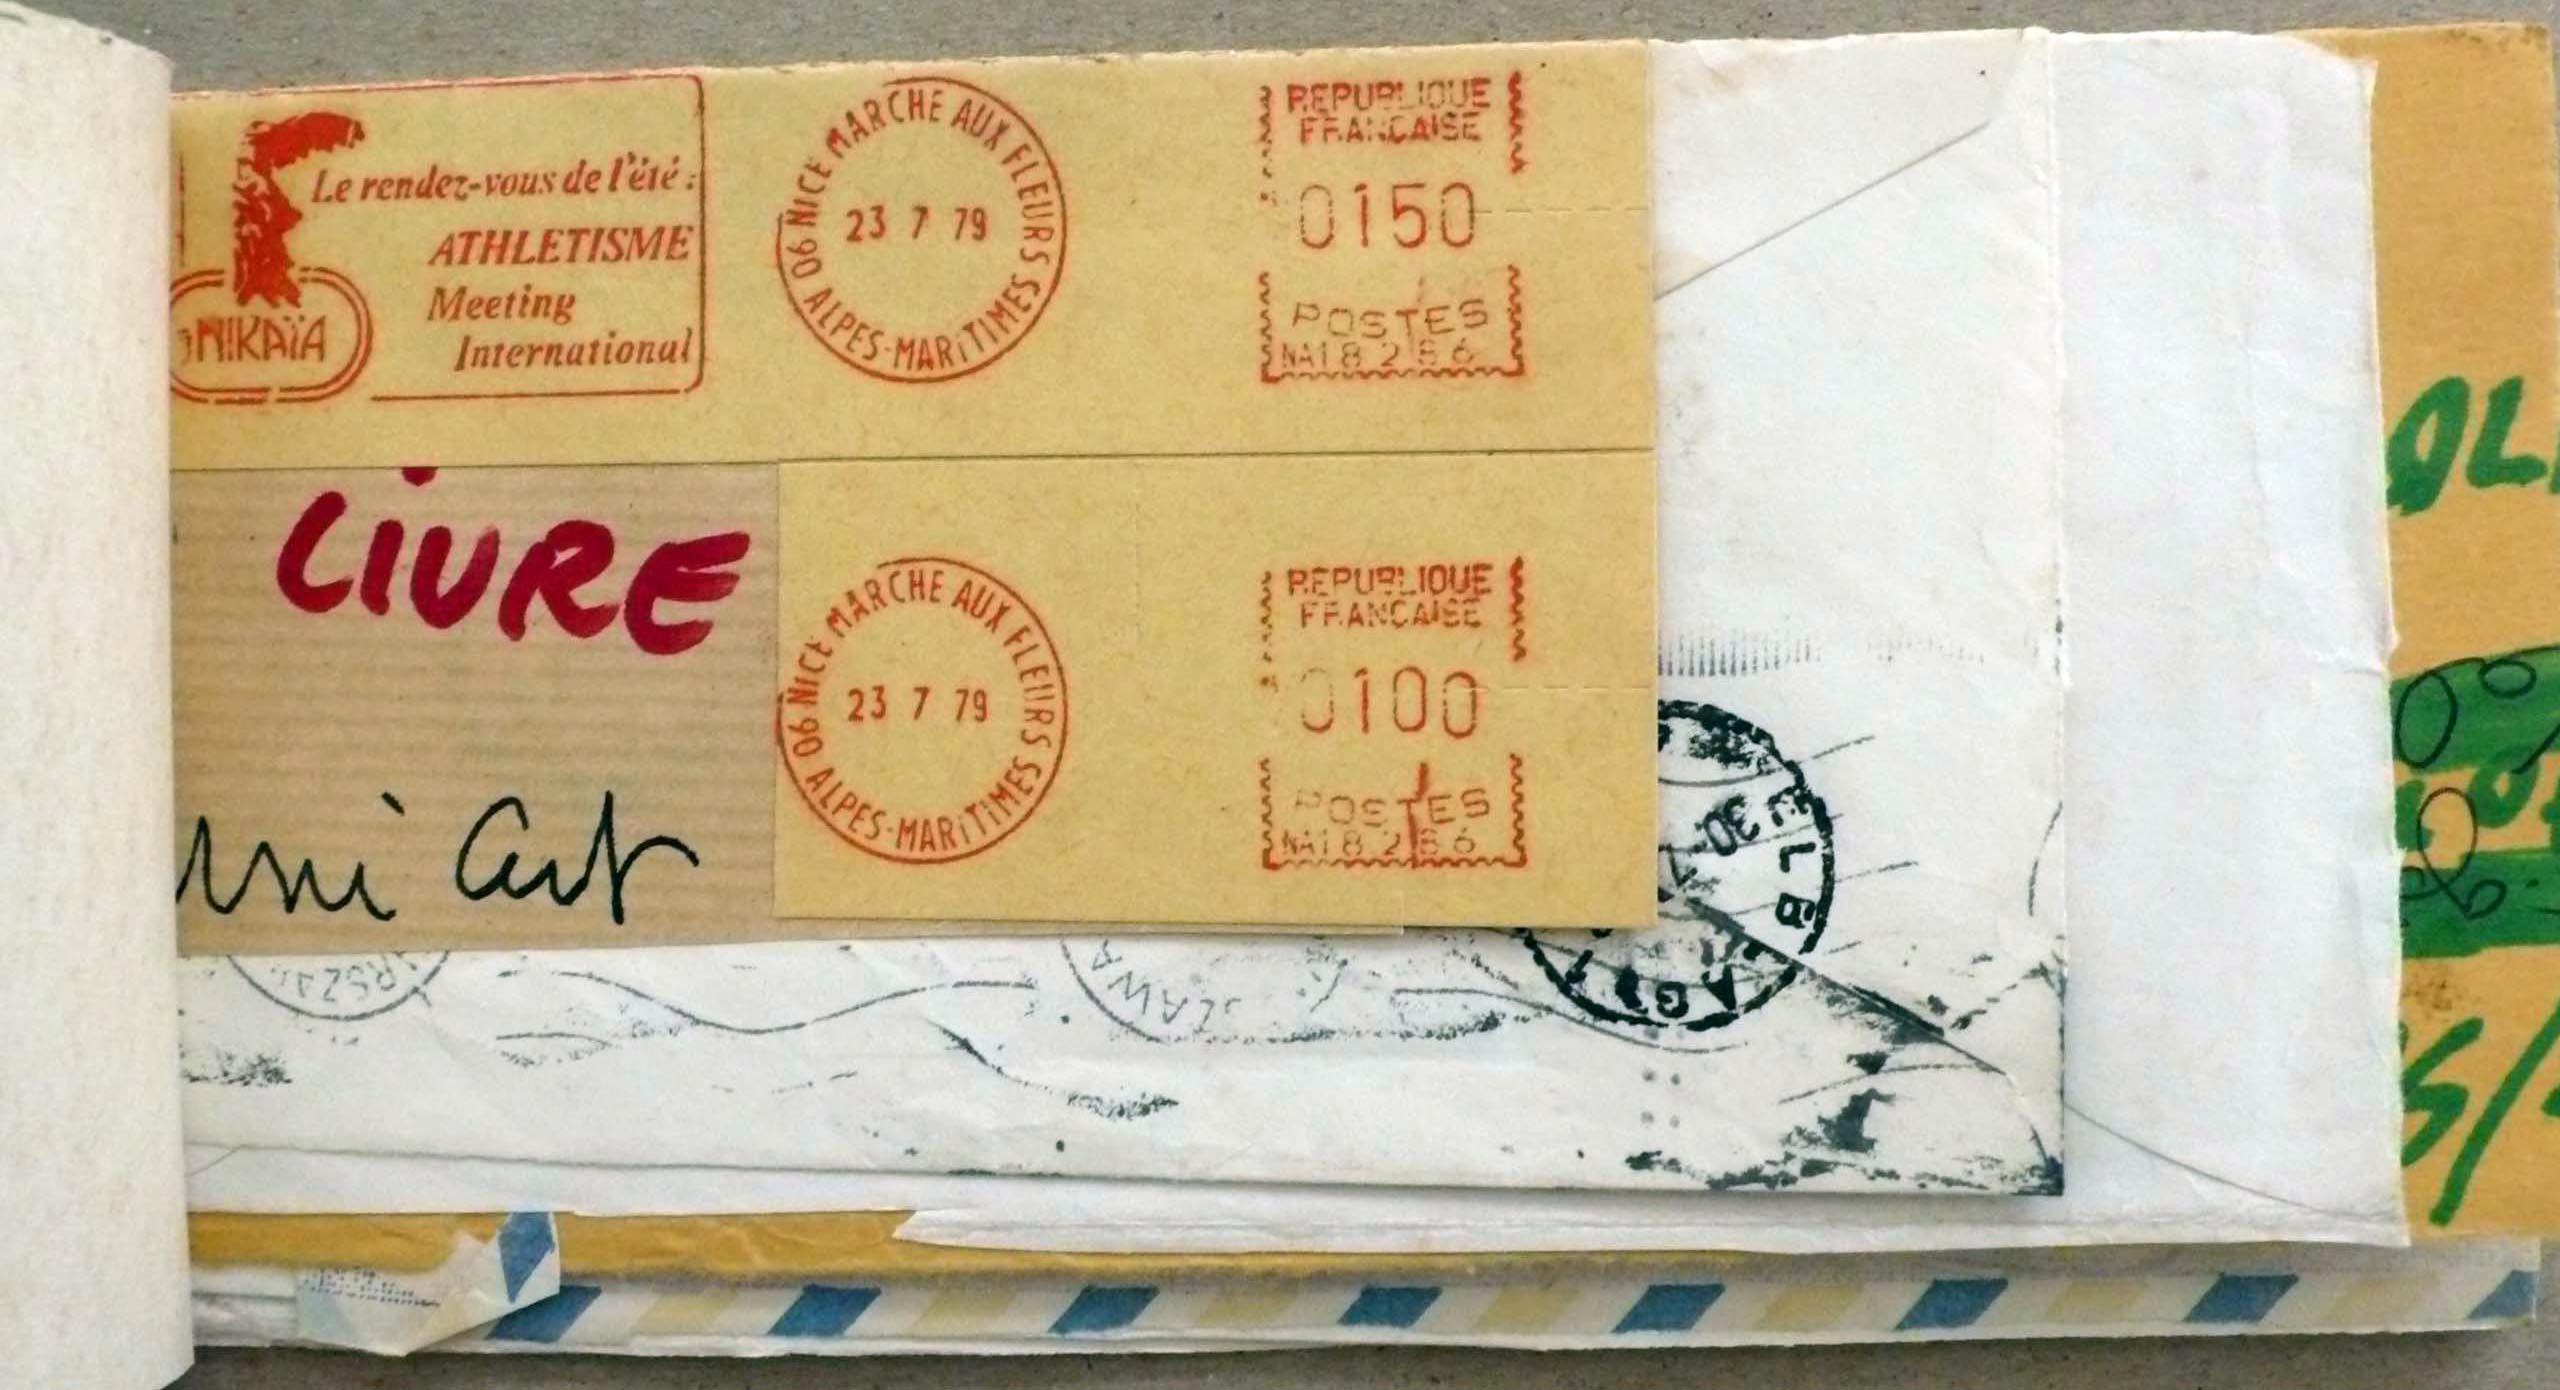 Le rendez-vous de l'été :
ATHLETISME
Meeting
International
NIKAÏA
06 NICE MARCHE AUX FLEURS
23 7 79
ALPES-MARITIMES
REPUBLIQUE
FRANCAISE
0150
POSTES
NA18286
LIVRE
Art
06 NICE MARCHE AUX FLEURS
23 7 79
ALPES-MARITIMES
REPUBLIQUE
FRANCAISE
0100
POSTES
NA18286